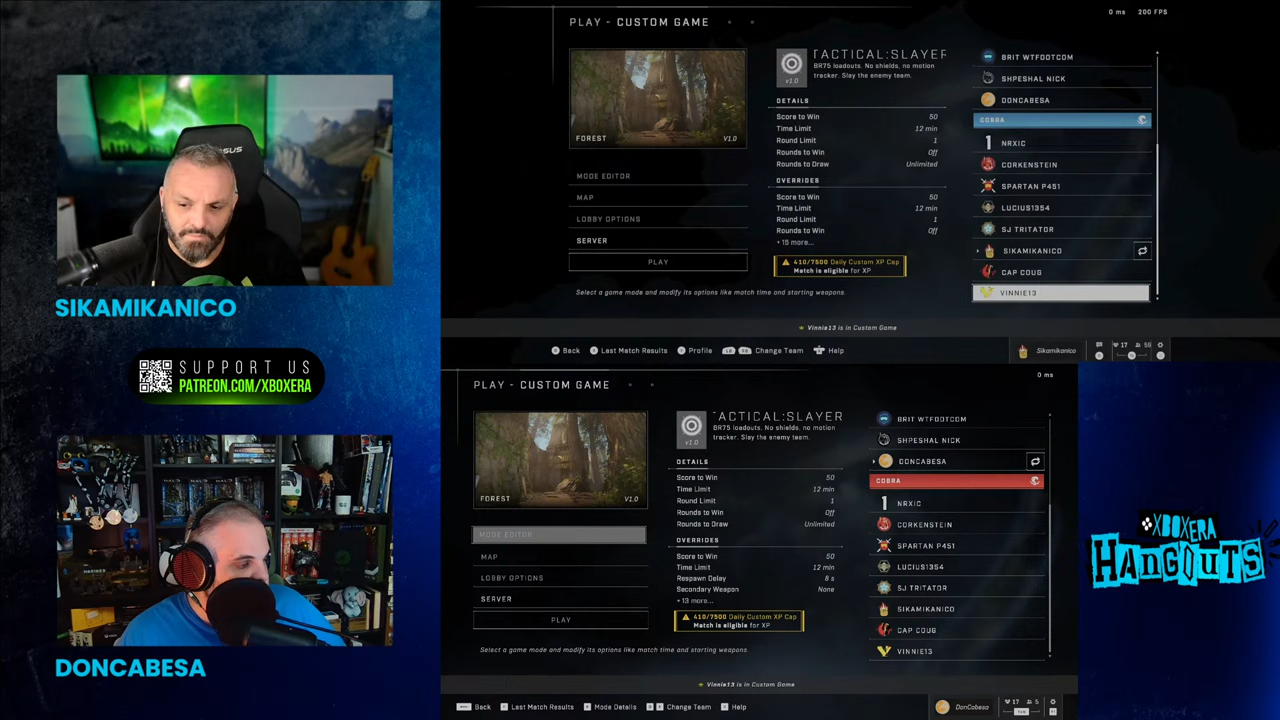 SIKAMIKANICO
SUPPORT US
PATREON.COM/XBOXERA
DONCABESA
PLAY - CUSTOM GAME
0 ms 200 FPS
FOREST V1.0
MODE EDITOR
MAP
LOBBY OPTIONS
SERVER
PLAY
Select a game mode and modify its options like match time and starting weapons.
TACTICAL:SLAYER
v1.0
BR75 loadouts. No shields, no motion
tracker. Slay the enemy team.
DETAILS
Score to Win 50
Time Limit 12 min
Round Limit 1
Rounds to Win Off
Rounds to Draw Unlimited
OVERRIDES
Score to Win 50
Time Limit 12 min
Round Limit 1
Rounds to Win Off
+ 15 more...
410/7500 Daily Custom XP Cap
Match is eligible for XP
BRIT WTFDOTCOM
SHPESHAL NICK
DONCABESA
COBRA
NRXIC
CORKENSTEIN
SPARTAN P451
LUCIUS1354
SJ TRITATOR
SIKAMIKANICO
CAP COUG
VINNIE13
Vinnie13 is in Custom Game
Back Last Match Results Profile Change Team Help
Sikamikanico
17 59
PLAY - CUSTOM GAME
0 ms
FOREST V1.0
MODE EDITOR
MAP
LOBBY OPTIONS
SERVER
PLAY
Select a game mode and modify its options like match time and starting weapons.
TACTICAL:SLAYER
v1.0
BR75 loadouts. No shields, no motion
tracker. Slay the enemy team.
DETAILS
Score to Win 50
Time Limit 12 min
Round Limit 1
Rounds to Win Off
Rounds to Draw Unlimited
OVERRIDES
Score to Win 50
Time Limit 12 min
Respawn Delay 8 s
Secondary Weapon None
+ 13 more...
410/7500 Daily Custom XP Cap
Match is eligible for XP
BRIT WTFDOTCOM
SHPESHAL NICK
DONCABESA
COBRA
NRXIC
CORKENSTEIN
SPARTAN P451
LUCIUS1354
SJ TRITATOR
SIKAMIKANICO
CAP COUG
VINNIE13
Vinnie13 is in Custom Game
Back Last Match Results Mode Details Change Team Help
DonCabesa
17 5
XBOXERA
HANGOUTS